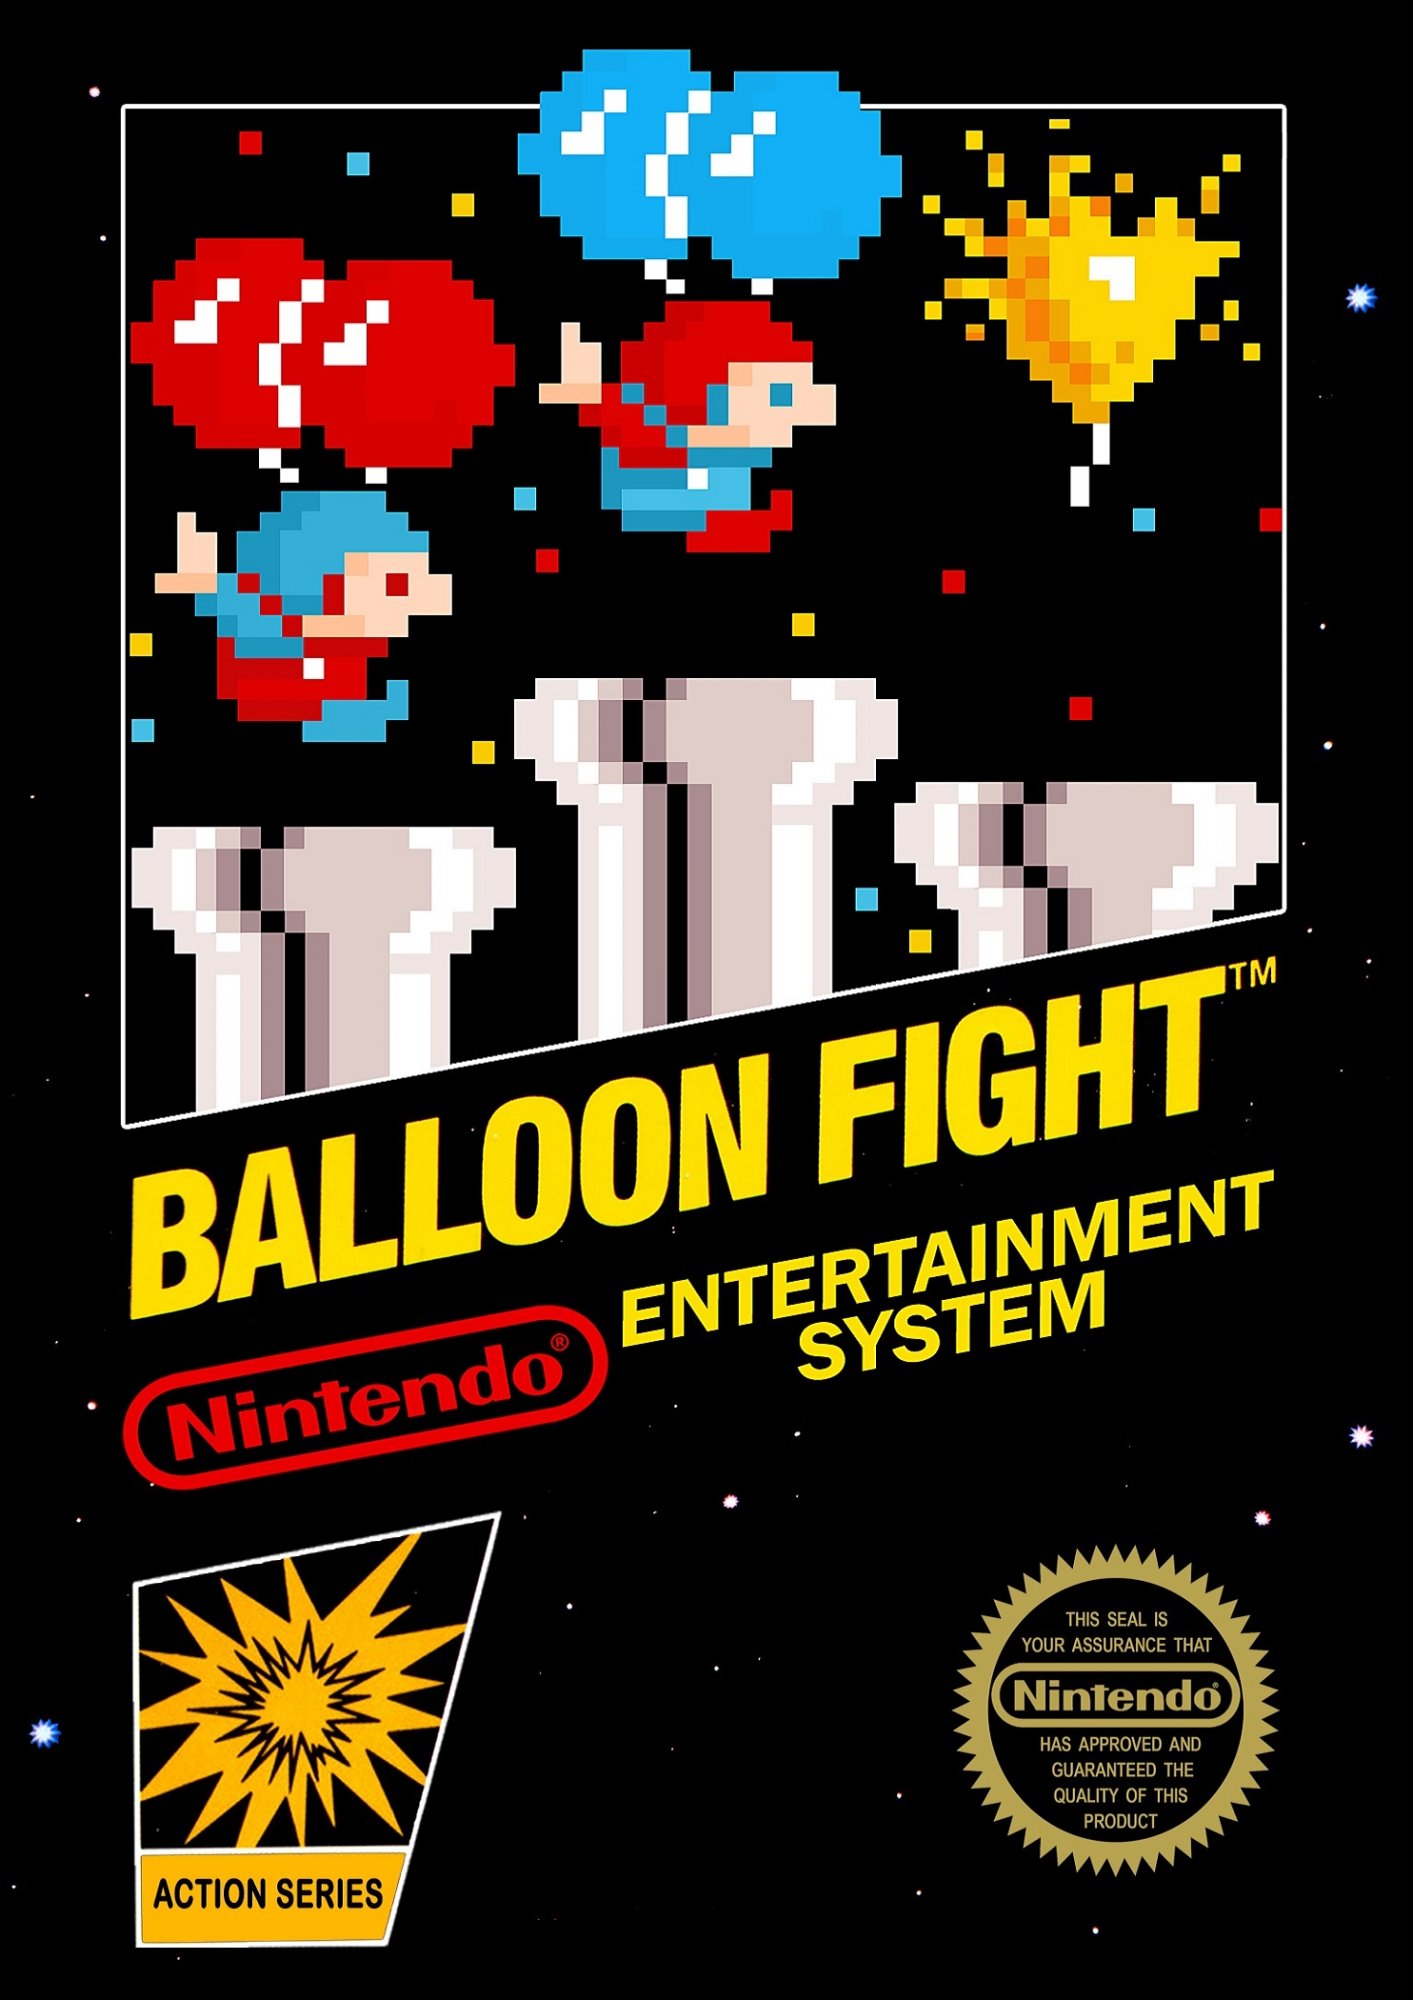 BALLOON FIGHT™
Nintendo®
ENTERTAINMENT
SYSTEM
ACTION SERIES
THIS SEAL IS
YOUR ASSURANCE THAT
Nintendo®
HAS APPROVED AND
GUARANTEED THE
QUALITY OF THIS
PRODUCT